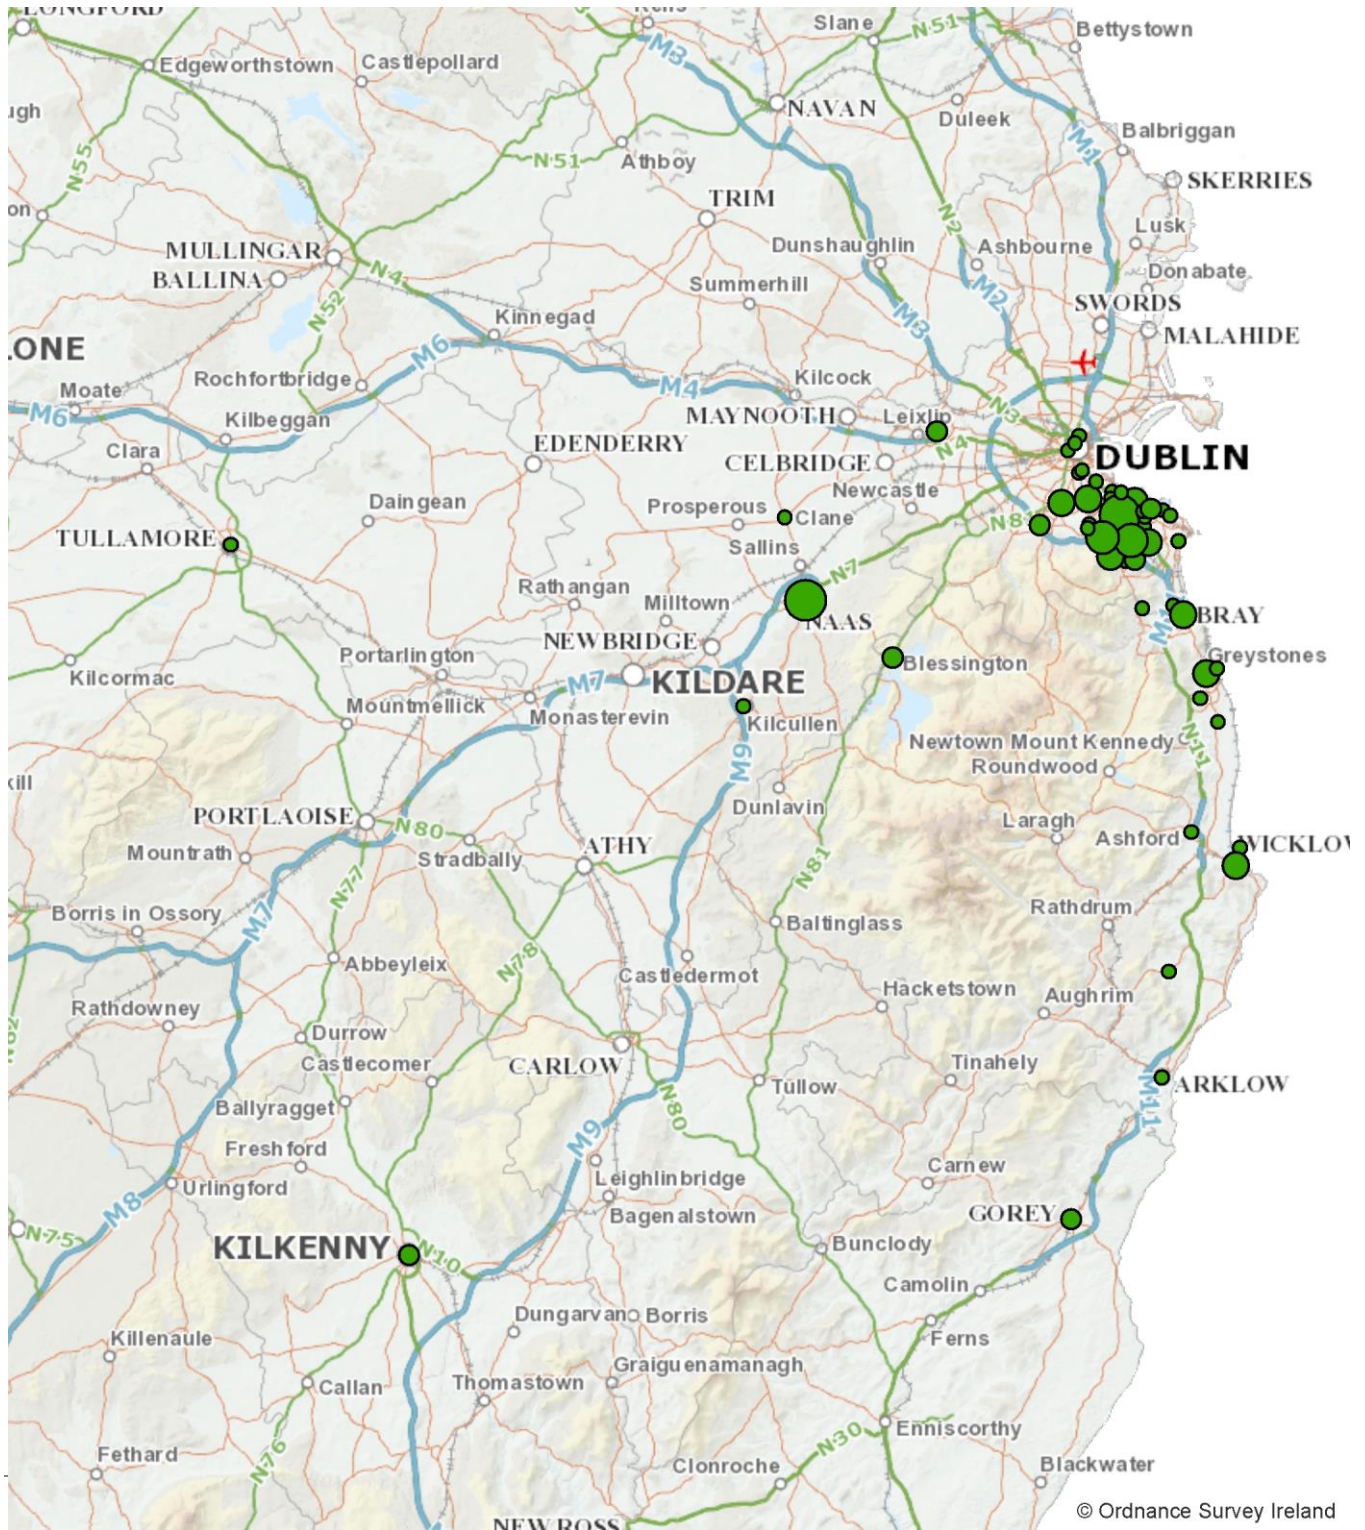 LONGFORD
Slane
N51
Bettystown
Edgeworthstown
Castlepollard
M3
NAVAN
Duleek
M1
Balbriggan
N55
N51
Athboy
SKERRIES
TRIM
N2
Lusk
MULLINGAR
Dunshaughlin
Ashbourne
BALLINA
N4
Summerhill
M2
Donabate
N52
SWORDS
Kinnegad
M3
MALAHIDE
M6
Rochfortbridge
Kilcock
Moate
M4
M6
Kilbeggan
MAYNOOTH
Leixlip
N3
EDENDERRY
N4
DUBLIN
Clara
CELBRIDGE
Newcastle
Daingean
Prosperous
Clane
N81
TULLAMORE
Sallins
N7
Rathangan
Milltown
NAAS
BRAY
M11
NEWBRIDGE
Portarlington
Greystones
Blessington
Kilcormac
M7
KILDARE
Mountmellick
Monasterevin
Kilcullen
N11
Newtown Mount Kennedy
M9
Roundwood
Dunlavin
PORTLAOISE
N80
Laragh
Ashford
WICKLOW
Mountrath
Stradbally
ATHY
N81
N77
Borris in Ossory
M7
Rathdrum
Baltinglass
Abbeyleix
N78
Castledermot
Hacketstown
Rathdowney
Aughrim
Durrow
Castlecomer
CARLOW
Tinahely
Tullow
ARKLOW
Ballyragget
N80
M11
Freshford
M9
Carnew
Urlingford
Leighlinbridge
M8
Bagenalstown
GOREY
N75
KILKENNY
N10
Bunclody
Camolin
Dungarvan
Borris
Killenaule
Ferns
Graiguenamanagh
Callan
Thomastown
Enniscorthy
N76
N30
Fethard
Clonroche
Blackwater
© Ordnance Survey Ireland
NEW ROSS